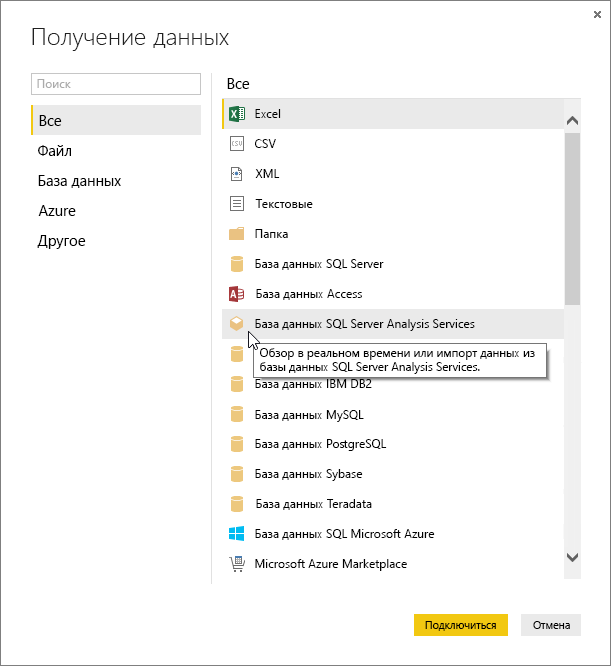 Получение данных
Поиск
Все
Файл
База данных
Azure
Другое
Все
Excel
CSV
XML
Текстовые
Папка
База данных SQL Server
База данных Access
База данных SQL Server Analysis Services
Обзор в реальном времени или импорт данных из
базы данных SQL Server Analysis Services.
База данных IBM DB2
База данных MySQL
База данных PostgreSQL
База данных Sybase
База данных Teradata
База данных SQL Microsoft Azure
Microsoft Azure Marketplace
Подключиться
Отмена